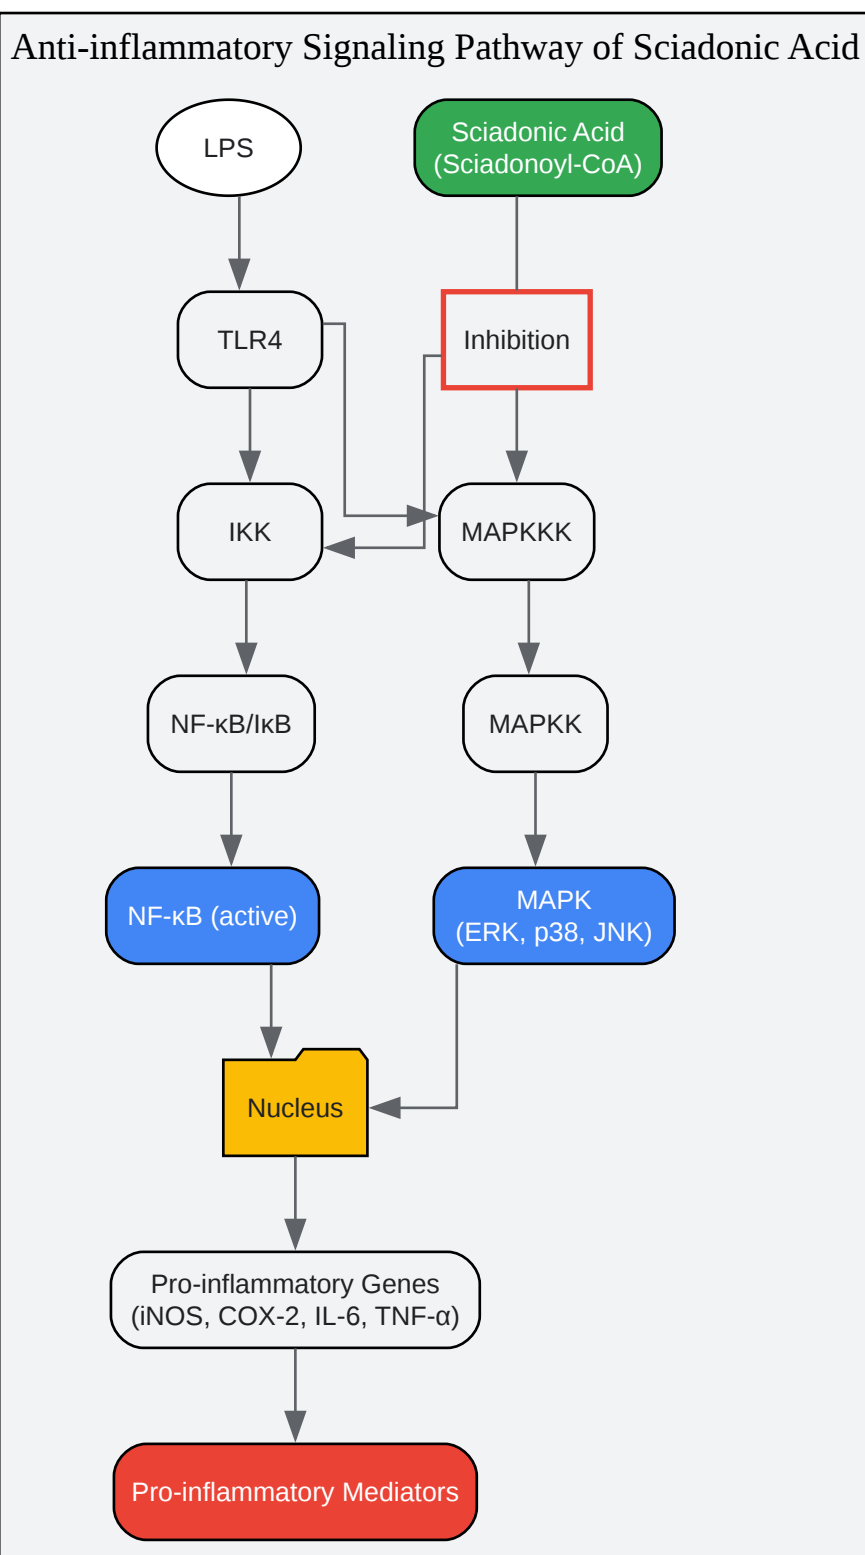 Anti-inflammatory Signaling Pathway of Sciadonic Acid
LPS
Sciadonic Acid
(Sciadonoyl-CoA)
TLR4
Inhibition
IKK
MAPKKK
NF-κB/IκB
MAPKK
NF-κB (active)
MAPK
(ERK, p38, JNK)
Nucleus
Pro-inflammatory Genes
(iNOS, COX-2, IL-6, TNF-α)
Pro-inflammatory Mediators